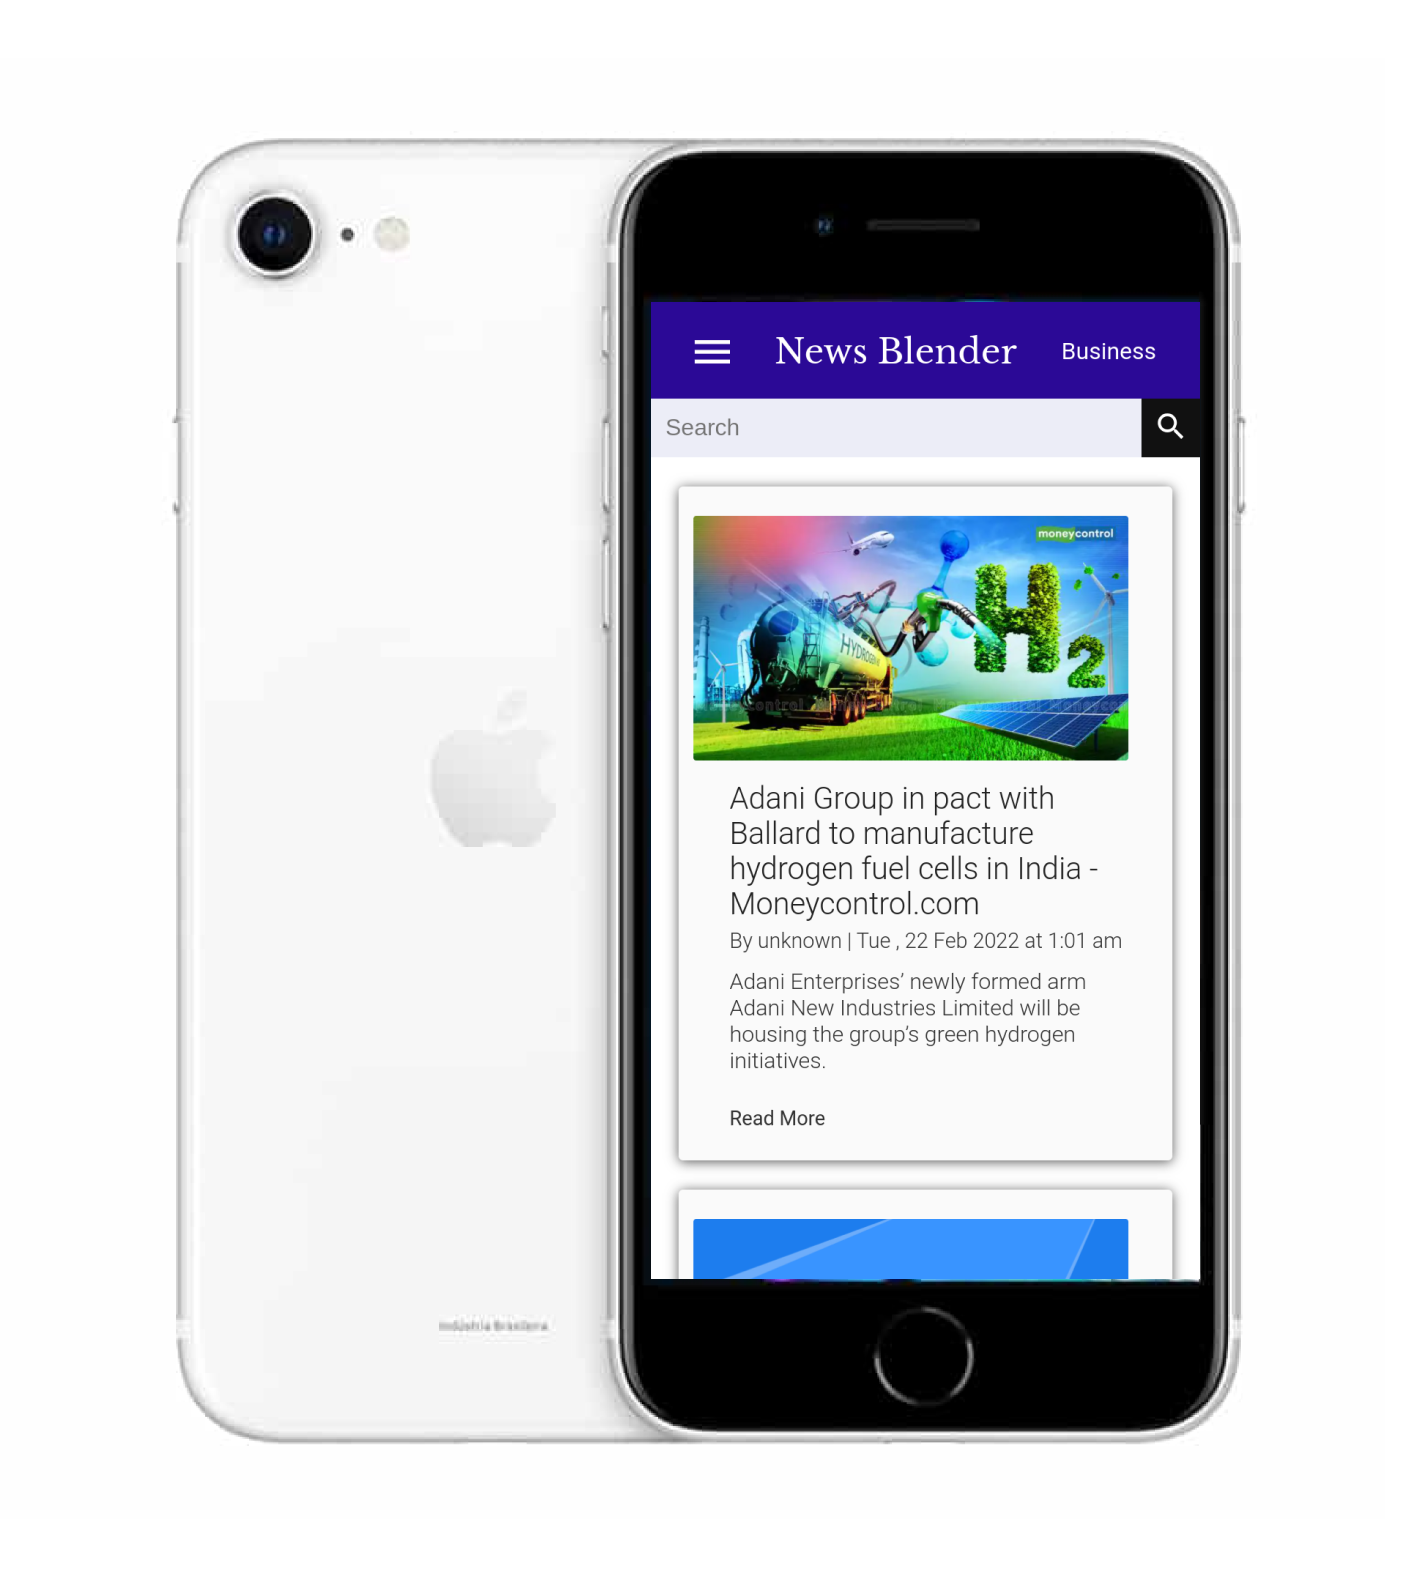 News Blender
Business
Search
moneycontrol
HYDROGEN
H2
Adani Group in pact with
Ballard to manufacture
hydrogen fuel cells in India -
Moneycontrol.com
By unknown | Tue , 22 Feb 2022 at 1:01 am
Adani Enterprises’ newly formed arm
Adani New Industries Limited will be
housing the group’s green hydrogen
initiatives.
Read More
Indústria Brasileira